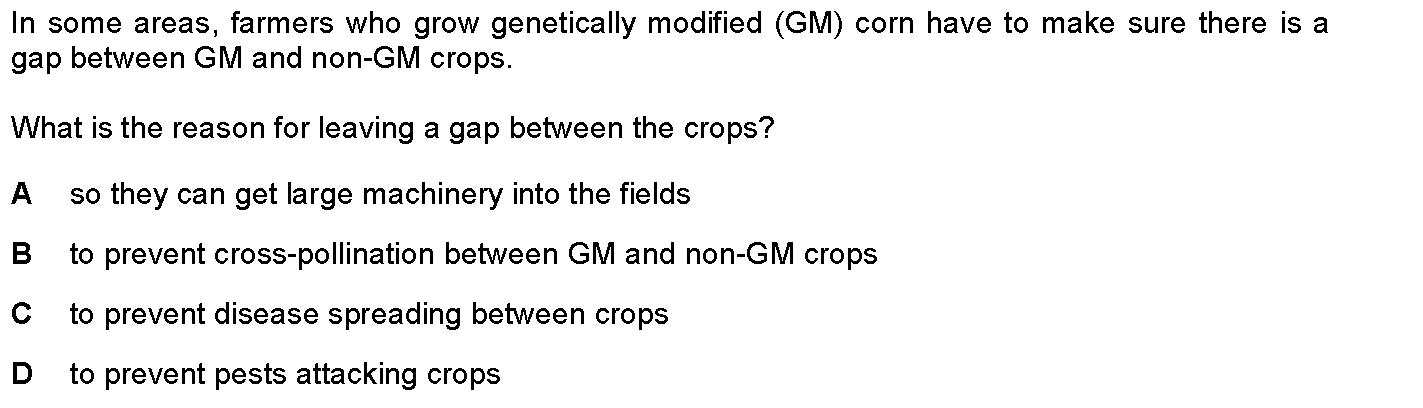 In some areas, farmers who grow genetically modified (GM) corn have to make sure there is a
gap between GM and non-GM crops.
What is the reason for leaving a gap between the crops?
A so they can get large machinery into the fields
B to prevent cross-pollination between GM and non-GM crops
C to prevent disease spreading between crops
D to prevent pests attacking crops